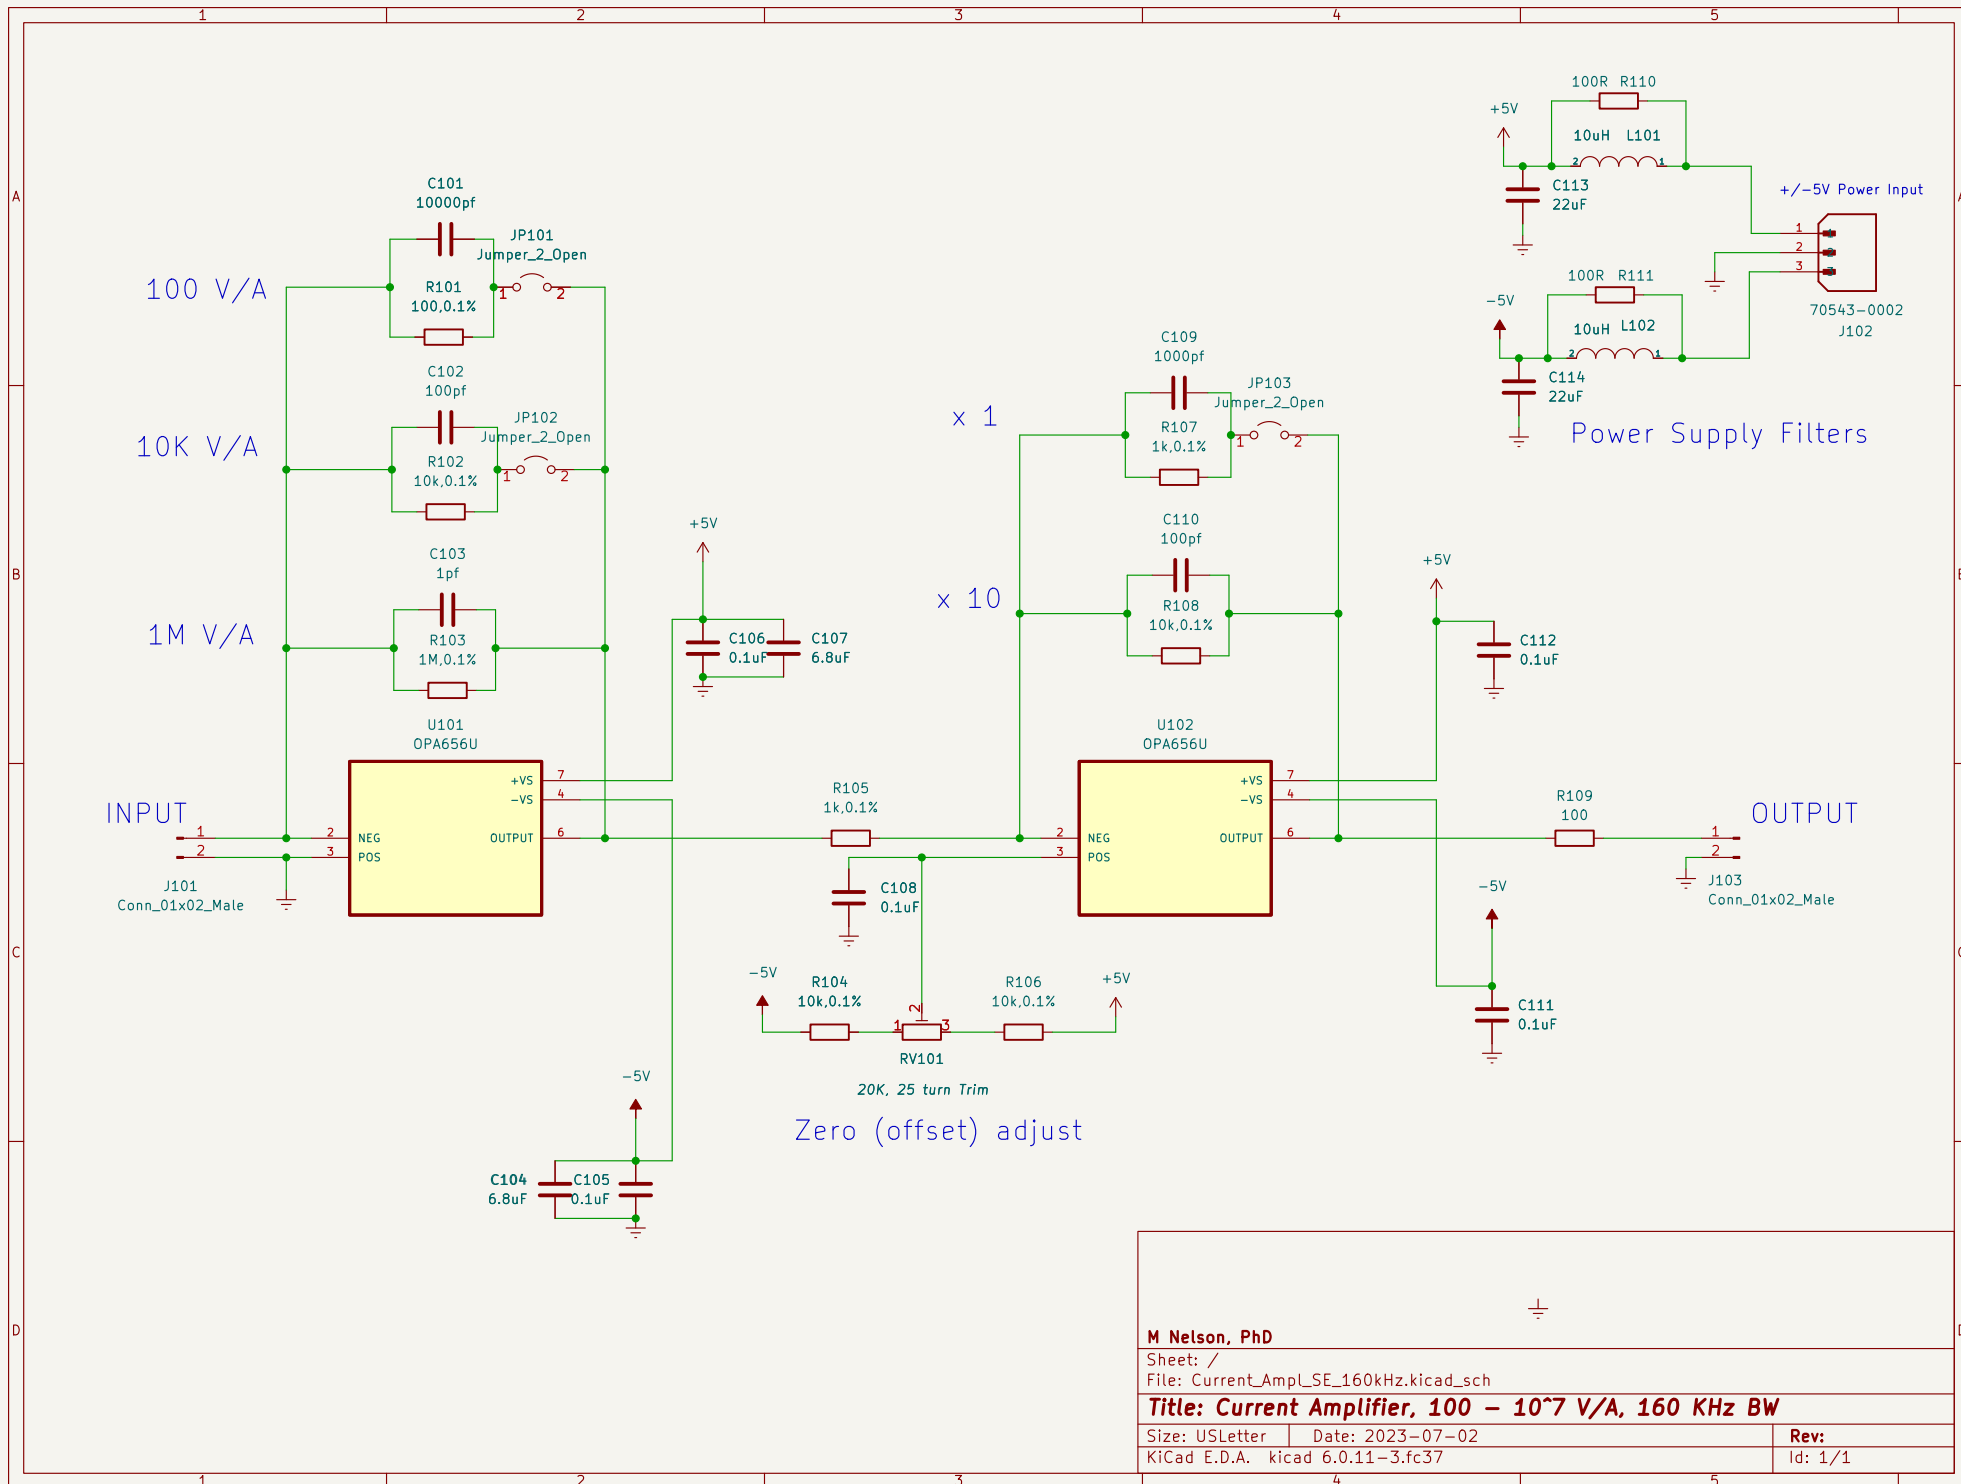 1 2 3 4 5
A
B
C
D
100R R110
+5V
10uH L101
2 1
C113
22uF
+/-5V Power Input
1
2
3
70543-0002
J102
100R R111
-5V
10uH L102
2 1
C114
22uF
Power Supply Filters
C101
10000pf
JP101
Jumper_2_Open
1 2
100 V/A
R101
100,0.1%
C102
100pf
JP102
Jumper_2_Open
1 2
10K V/A
R102
10k,0.1%
C103
1pf
1M V/A
R103
1M,0.1%
U101
OPA656U
+VS 7
-VS 4
INPUT
1
2
2 NEG
3 POS
OUTPUT 6
J101
Conn_01x02_Male
+5V
C106
0.1uF
C107
6.8uF
C109
1000pf
JP103
Jumper_2_Open
1 2
x 1
R107
1k,0.1%
C110
100pf
x 10
R108
10k,0.1%
+5V
C112
0.1uF
U102
OPA656U
+VS 7
-VS 4
R105
1k,0.1%
2 NEG
3 POS
OUTPUT 6
R109
100
OUTPUT
1
2
J103
Conn_01x02_Male
C108
0.1uF
-5V
C111
0.1uF
-5V
R104
10k,0.1%
1 2 3
R106
10k,0.1%
+5V
RV101
20K, 25 turn Trim
Zero (offset) adjust
-5V
C104
6.8uF
C105
0.1uF
M Nelson, PhD
Sheet: /
File: Current_Ampl_SE_160kHz.kicad_sch
Title: Current Amplifier, 100 - 10^7 V/A, 160 KHz BW
Size: USLetter Date: 2023-07-02 Rev:
KiCad E.D.A. kicad 6.0.11-3.fc37 Id: 1/1
1 2 3 4 5